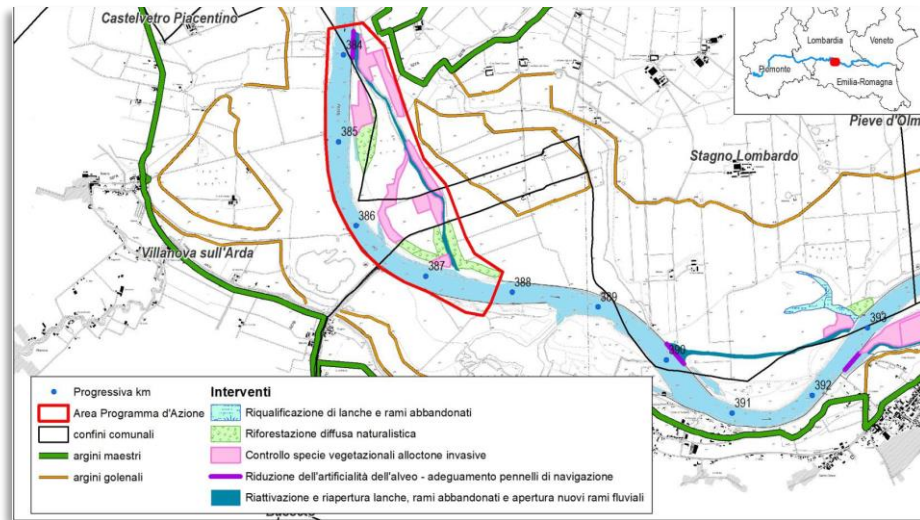 Castelvetro Piacentino
Lombardia
Veneto
Piemonte
Emilia-Romagna
384
385
386
387
388
389
390
391
392
393
Pieve d'Olm
Stagno Lombardo
Villanova sull'Arda
Progressiva km
Area Programma d'Azione
confini comunali
argini maestri
argini golenali
Interventi
Riqualificazione di lanche e rami abbandonati
Riforestazione diffusa naturalistica
Controllo specie vegetazionali alloctone invasive
Riduzione dell'artificialità dell'alveo - adeguamento pennelli di navigazione
Riattivazione e riapertura lanche, rami abbandonati e apertura nuovi rami fluviali